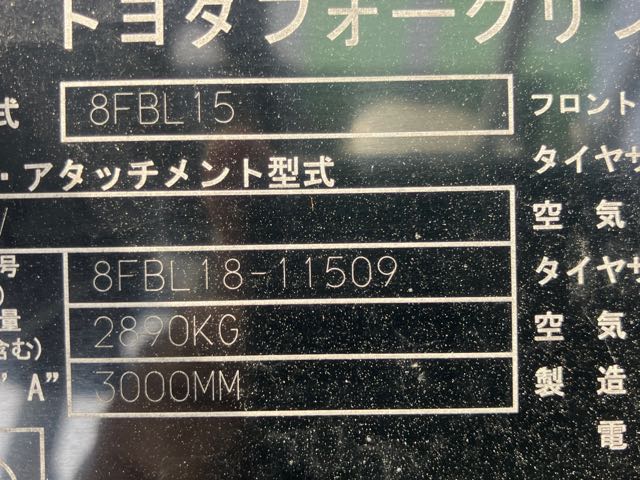 トヨタフォークリ
式 8FBL15 フロント
・アタッチメント型式 タイヤサ
空気
号 8FBL18-11509 タイヤサ
量 2890KG 空気
含む)
A" 3000MM 製造
電